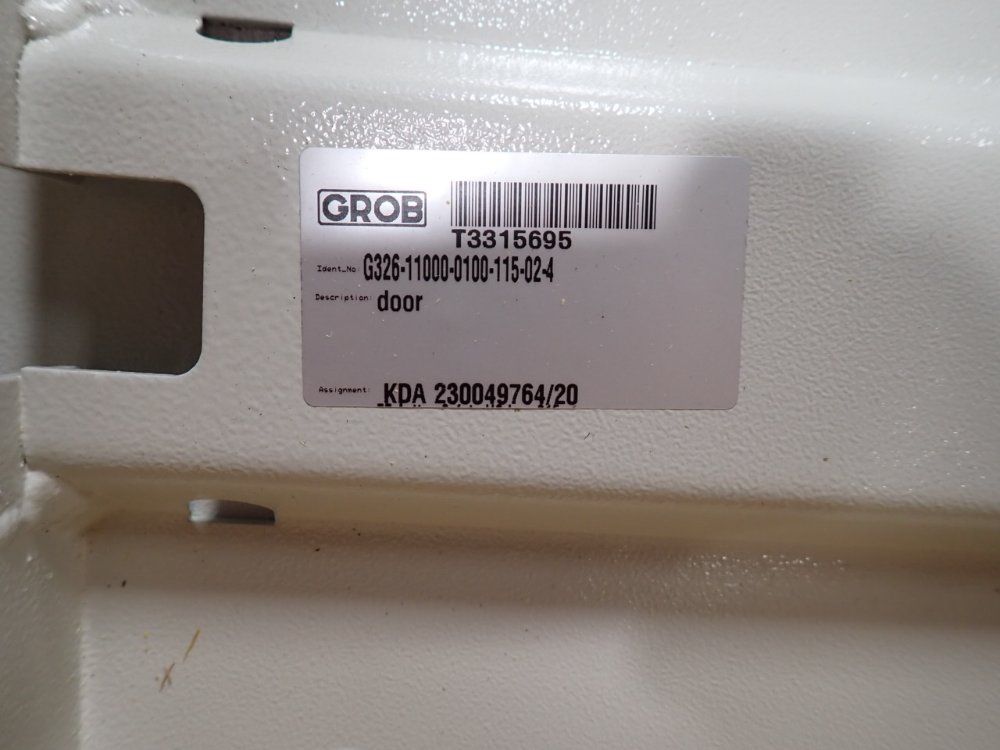 GROB
T3315695
Ident_No: G326-11000-0100-115-02-4
Description: door
Assignment: KDA 230049764/20